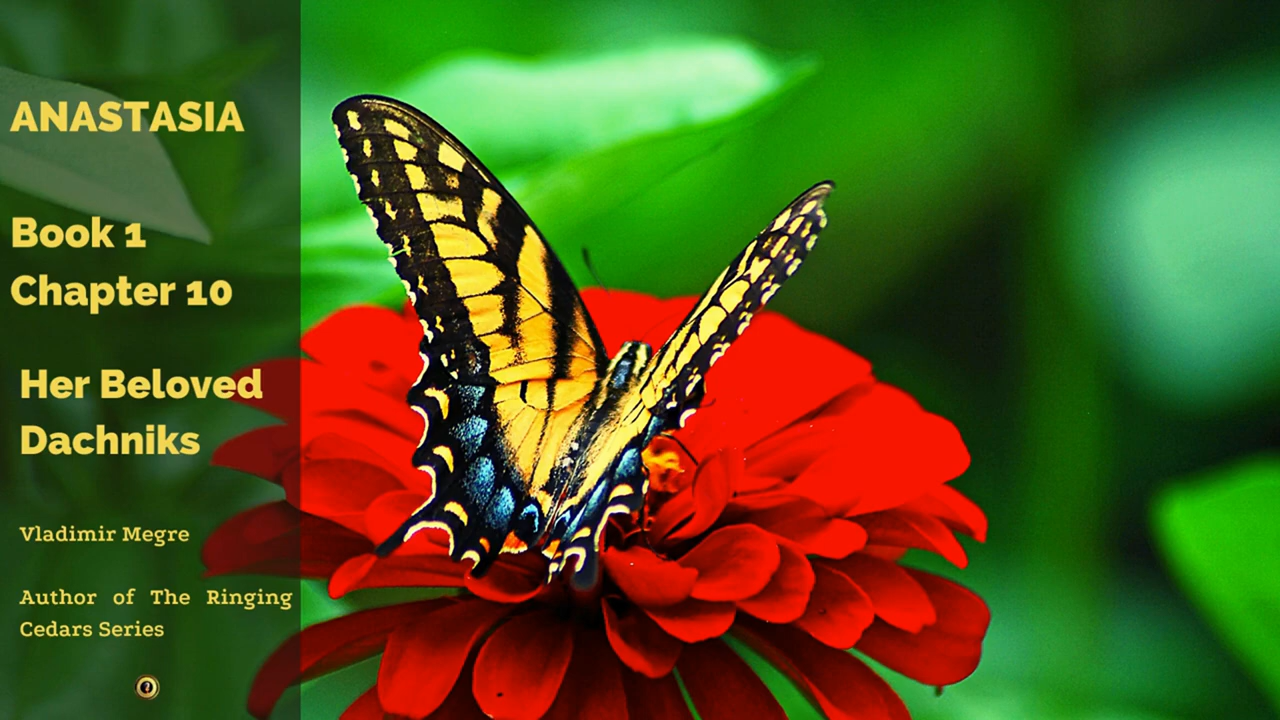 ANASTASIA
Book 1
Chapter 10
Her Beloved
Dachniks
Vladimir Megre
Author of The Ringing
Cedars Series
?